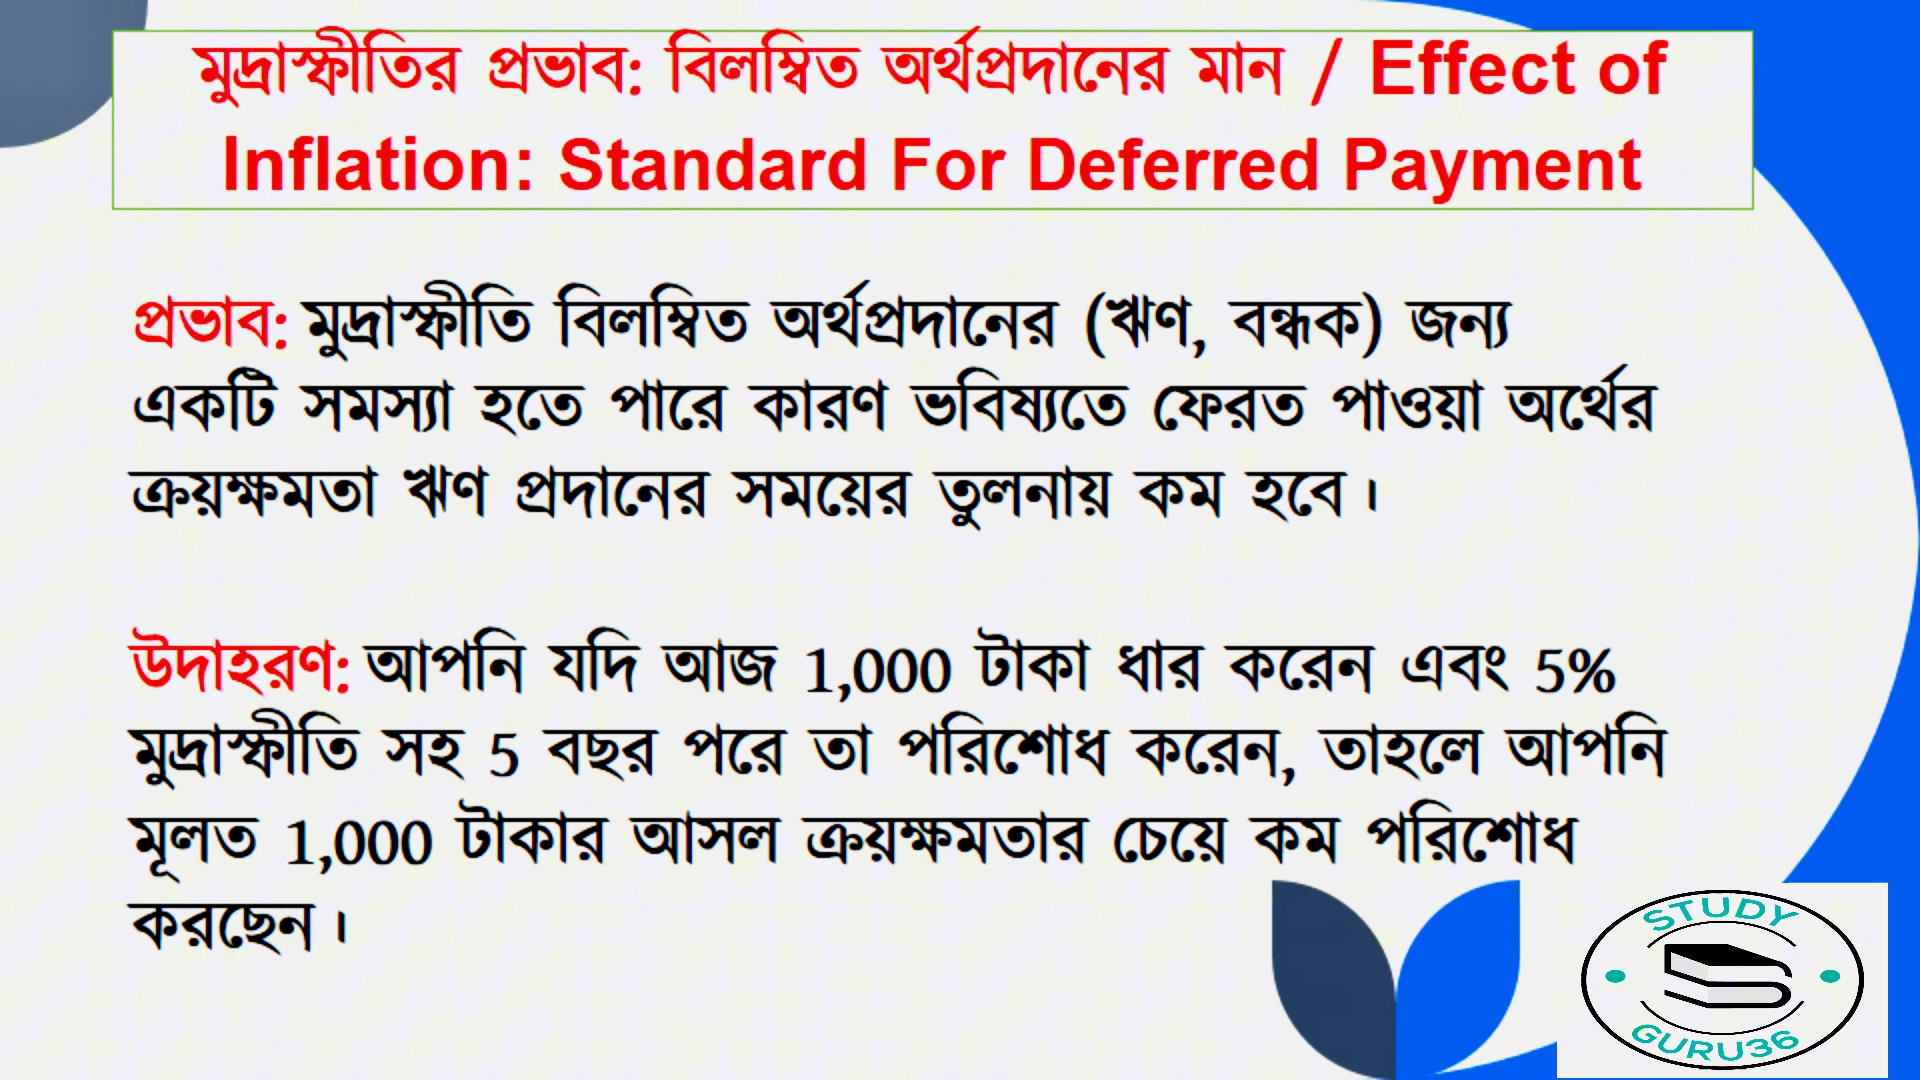 মুদ্রাস্ফীতির প্রভাব: বিলম্বিত অর্থপ্রদানের মান / Effect of
Inflation: Standard For Deferred Payment
প্রভাব: মুদ্রাস্ফীতি বিলম্বিত অর্থপ্রদানের (ঋণ, বন্ধক) জন্য
একটি সমস্যা হতে পারে কারণ ভবিষ্যতে ফেরত পাওয়া অর্থের
ক্রয়ক্ষমতা ঋণ প্রদানের সময়ের তুলনায় কম হবে।
উদাহরণ: আপনি যদি আজ 1,000 টাকা ধার করেন এবং 5%
মুদ্রাস্ফীতি সহ 5 বছর পরে তা পরিশোধ করেন, তাহলে আপনি
মূলত 1,000 টাকার আসল ক্রয়ক্ষমতার চেয়ে কম পরিশোধ
করছেন।
STUDY
GURU36